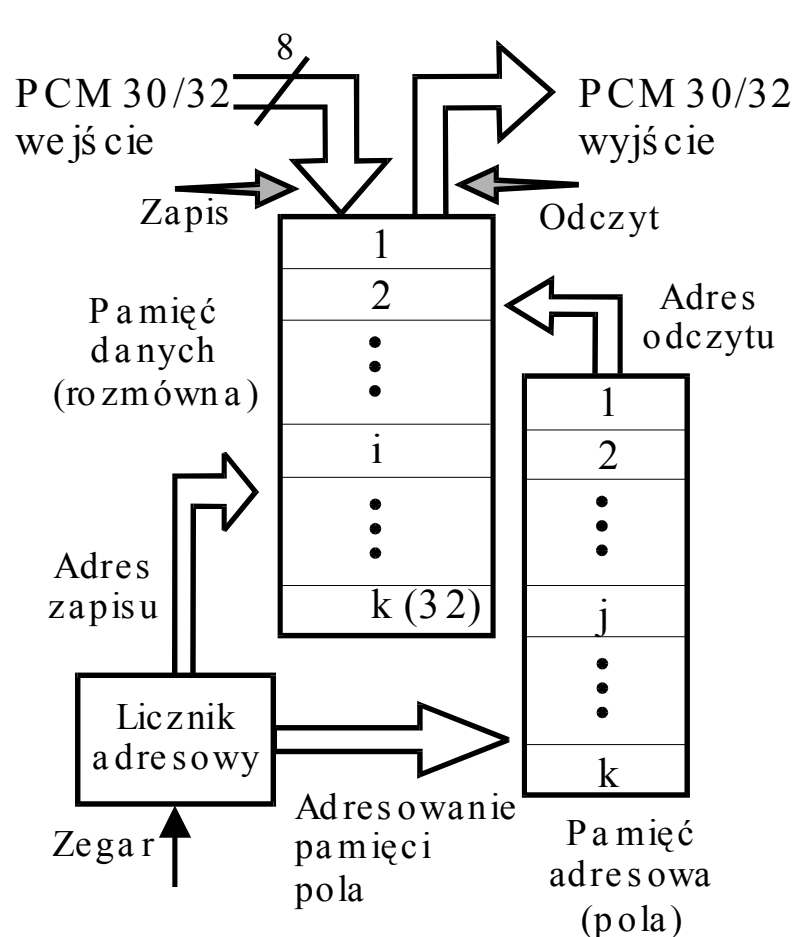 8
PCM 30/32
wejście
PCM 30/32
wyjście
Zapis
Odczyt
1
2
Pamięć
danych
(rozmówna)
i
k (32)
Adres
odczytu
1
2
j
k
Adres
zapisu
Licznik
adresowy
Zegar
Adresowanie
pamięci
pola
Pamięć
adresowa
(pola)